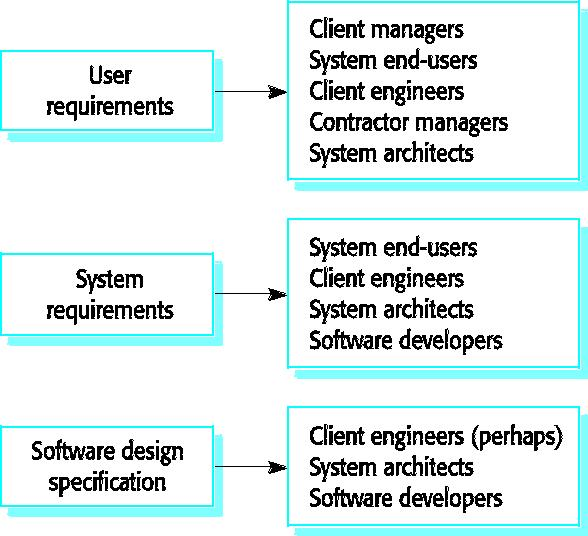 User
requirements
Client managers
System end-users
Client engineers
Contractor managers
System architects
System
requirements
System end-users
Client engineers
System architects
Software developers
Software design
specification
Client engineers (perhaps)
System architects
Software developers